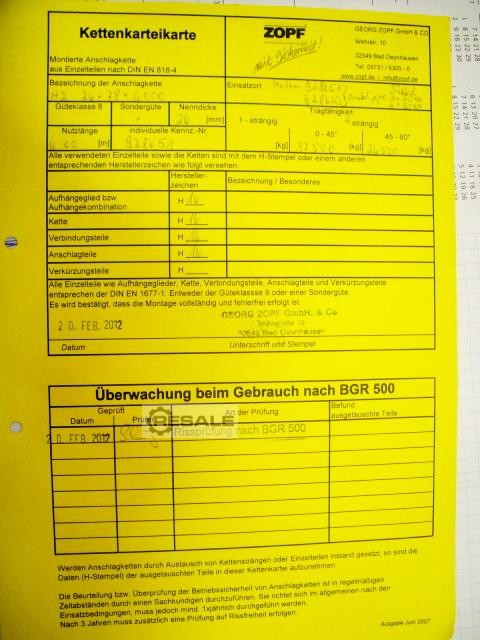 Kettenkarteikarte
ZOPF
mit Sicherheit!
GEORG ZOPF GmbH & CO
Wehrstr. 10
32549 Bad Oeynhausen
Tel. 05731 / 5305 - 0
www.zopf.de / info@zopf.de
Montierte Anschlagkette
aus Einzelteilen nach DIN EN 818-4
Bezeichnung der Anschlagkette
Einsatzort
Güteklasse 8 Sondergüte Nenndicke
26 [mm]
Tragfähigkeit
1 - strängig 4 strängig
0 - 45° 45 - 60°
[kg] [kg] [kg]
Nutzlänge individuelle Kennz.-Nr.
[m] 928651
Alle verwendeten Einzelteile sowie die Ketten sind mit dem H-Stempel oder einem anderen
entsprechenden Herstellerzeichen wie folgt versehen.
Hersteller-
zeichen
Bezeichnung / Besonderes
Aufhängeglied bzw.
Aufhängekombination
H 16
Kette H 16
Verbindungsteile H 16
Anschlagteile H 16
Verkürzungsteile H
Alle Einzelteile wie Aufhängeglieder, Kette, Verbindungsteile, Anschlagteile und Verkürzungsteile
entsprechen der DIN EN 1677-1. Entweder der Güteklasse 8 oder einer Sondergüte.
Es wird bestätigt, dass die Montage vollständig und fehlerfrei erfolgt ist.
GEORG ZOPF GmbH. & Co
20. FEB. 2012
32549 Bad Oeynhausen
Datum Unterschrift und Stempel
Überwachung beim Gebrauch nach BGR 500
Geprüft
Datum Prüfer
Art der Prüfung
Befund
ausgetauschte Teile
RESALE
20. FEB. 2012 Rissprüfung nach BGR 500
Werden Anschlagketten durch Austausch von Kettensträngen oder Einzelteilen instand gesetzt, so sind die
Daten (H-Stempel) der ausgetauschten Teile in dieser Kettenkartei aufzunehmen.
Die Beurteilung bzw. Überprüfung der Betriebssicherheit von Anschlagketten ist in regelmäßigen
Zeitabständen durch einen Sachkundigen durchzuführen. Sie richtet sich im allgemeinen nach den
Einsatzbedingungen, muss jedoch mind. 1xjährlich durchgeführt werden.
Nach 3 Jahren muss zusätzlich eine Prüfung auf Rissfreiheit erfolgen.
Ausgabe Juni 2007